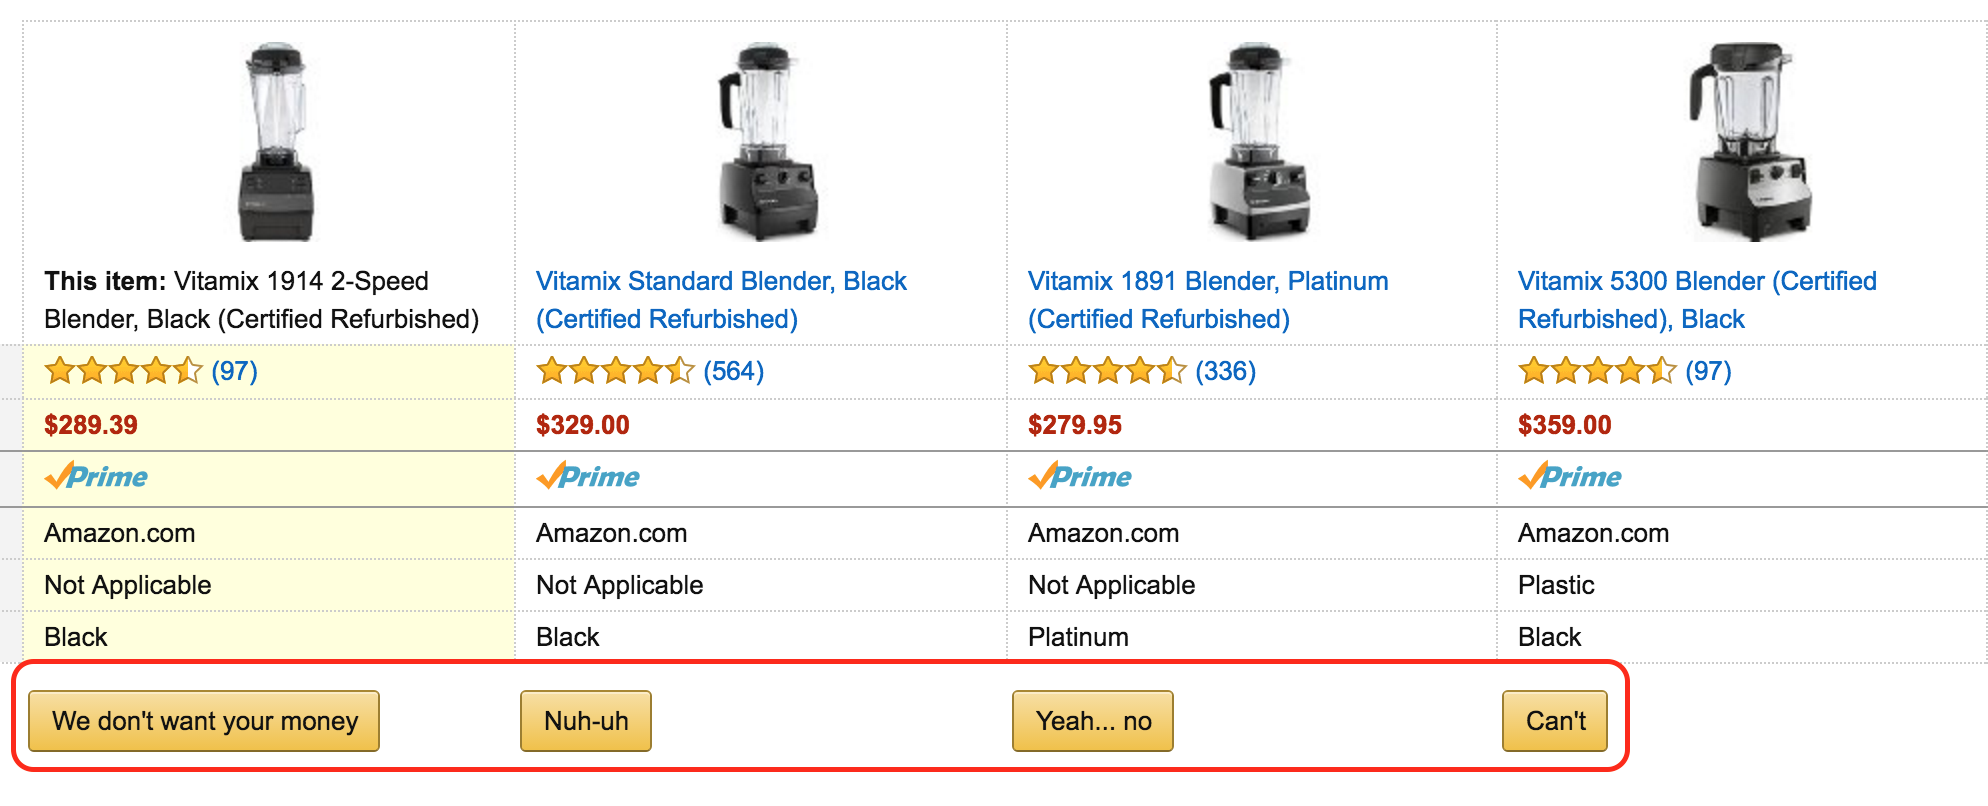 This item: Vitamix 1914 2-Speed
Blender, Black (Certified Refurbished)
Vitamix Standard Blender, Black
(Certified Refurbished)
Vitamix 1891 Blender, Platinum
(Certified Refurbished)
Vitamix 5300 Blender (Certified
Refurbished), Black
(97)
(564)
(336)
(97)
$289.39
$329.00
$279.95
$359.00
Prime
Prime
Prime
Prime
Amazon.com
Amazon.com
Amazon.com
Amazon.com
Not Applicable
Not Applicable
Not Applicable
Plastic
Black
Black
Platinum
Black
We don't want your money
Nuh-uh
Yeah... no
Can't